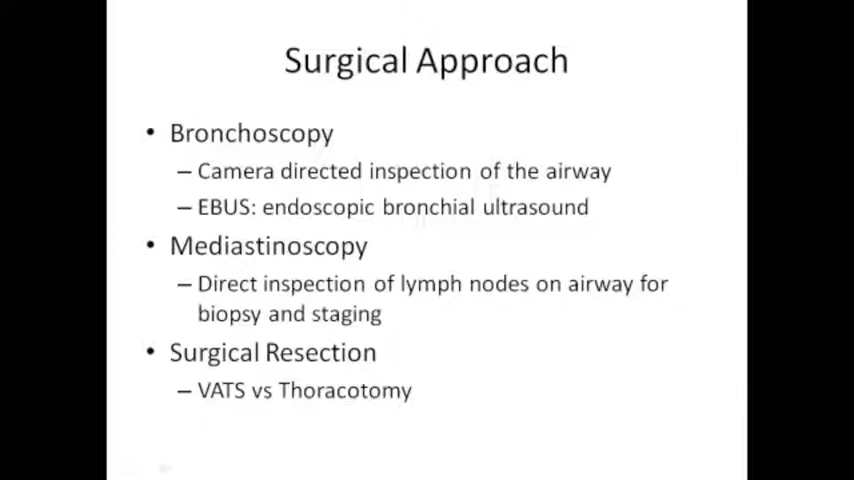 Surgical Approach
• Bronchoscopy
– Camera directed inspection of the airway
– EBUS: endoscopic bronchial ultrasound
• Mediastinoscopy
– Direct inspection of lymph nodes on airway for
biopsy and staging
• Surgical Resection
– VATS vs Thoracotomy